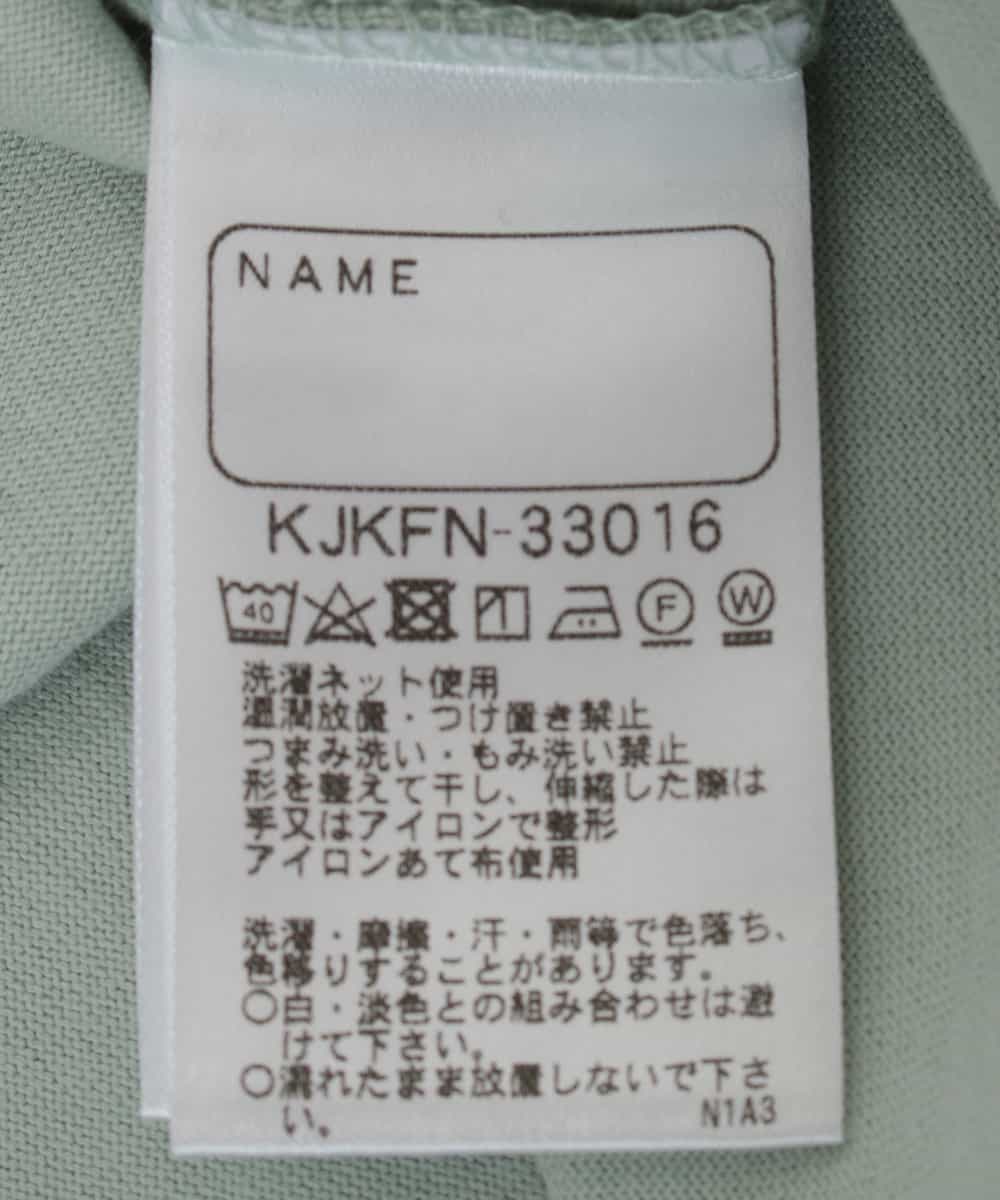 NAME
KJKFN-33016
40
F
W
洗濯ネット使用
湿潤放置・つけ置き禁止
つまみ洗い・もみ洗い禁止
形を整えて干し、伸縮した際は
手又はアイロンで整形
アイロンあて布使用
洗濯・摩擦・汗・雨等で色落ち、
色移りすることがあります。
○白・淡色との組み合わせは避
けて下さい。
○濡れたまま放置しないで下さ
い。
N1A3